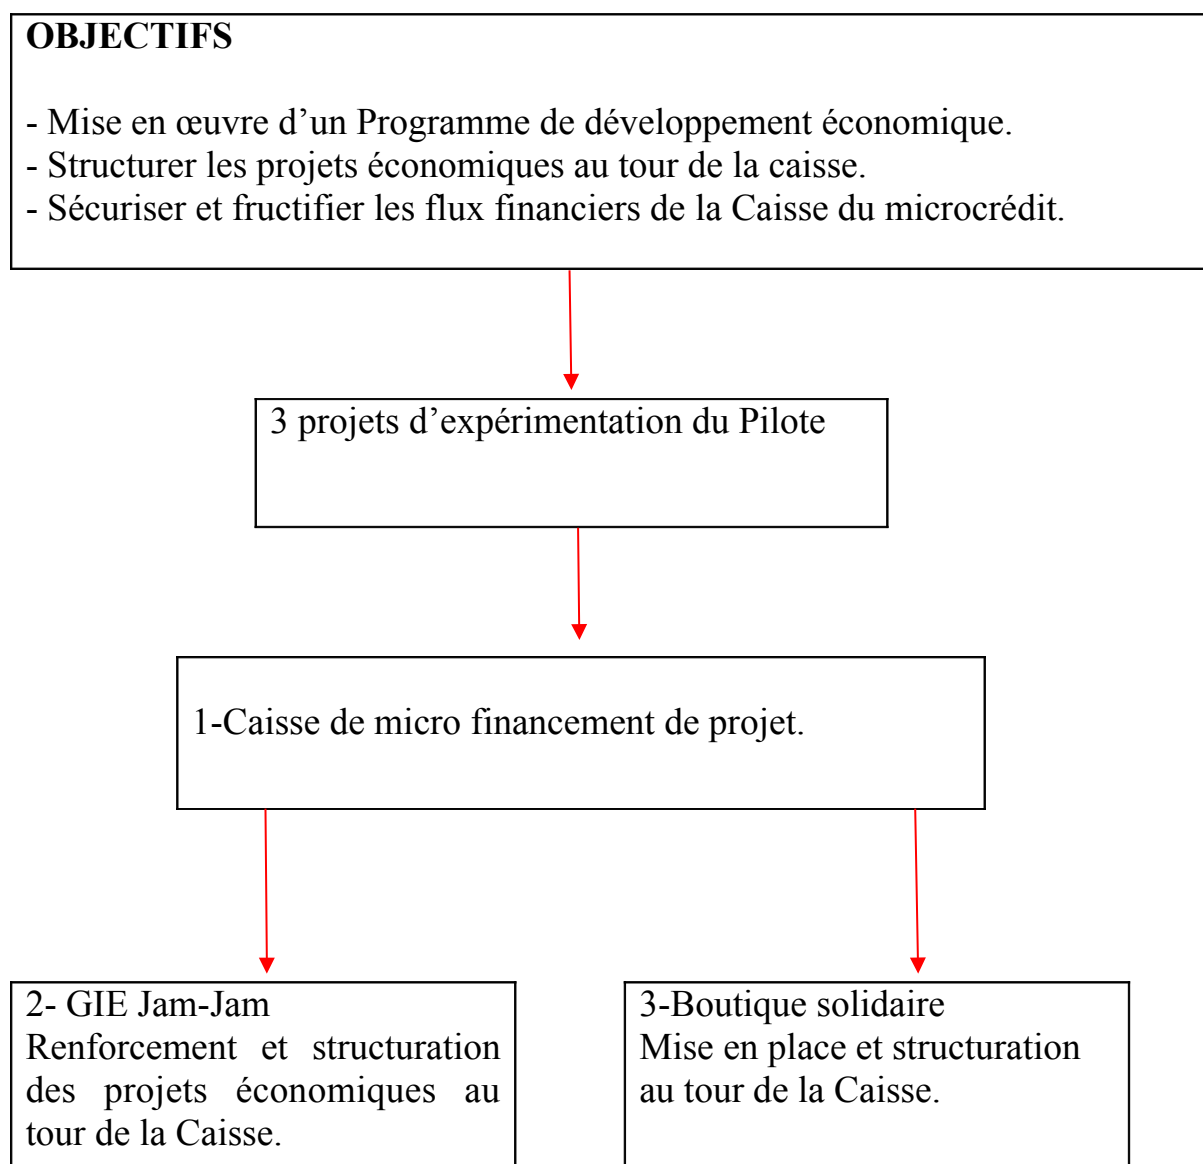 OBJECTIFS
- Mise en œuvre d’un Programme de développement économique.
- Structurer les projets économiques au tour de la caisse.
- Sécuriser et fructifier les flux financiers de la Caisse du microcrédit.
3 projets d’expérimentation du Pilote
1-Caisse de micro financement de projet.
2- GIE Jam-Jam
Renforcement et structuration
des projets économiques au
tour de la Caisse.
3-Boutique solidaire
Mise en place et structuration
au tour de la Caisse.